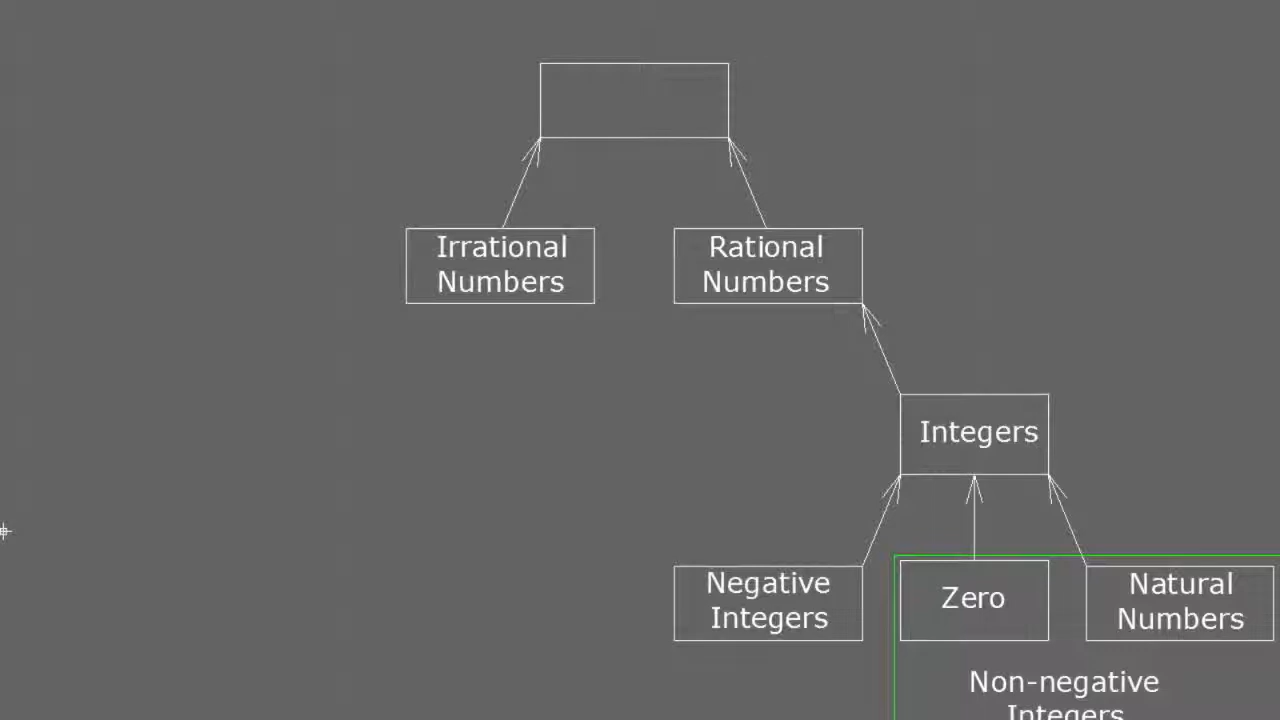 Irrational
Numbers
Rational
Numbers
Integers
Negative
Integers
Zero
Natural
Numbers
Non-negative
Integers